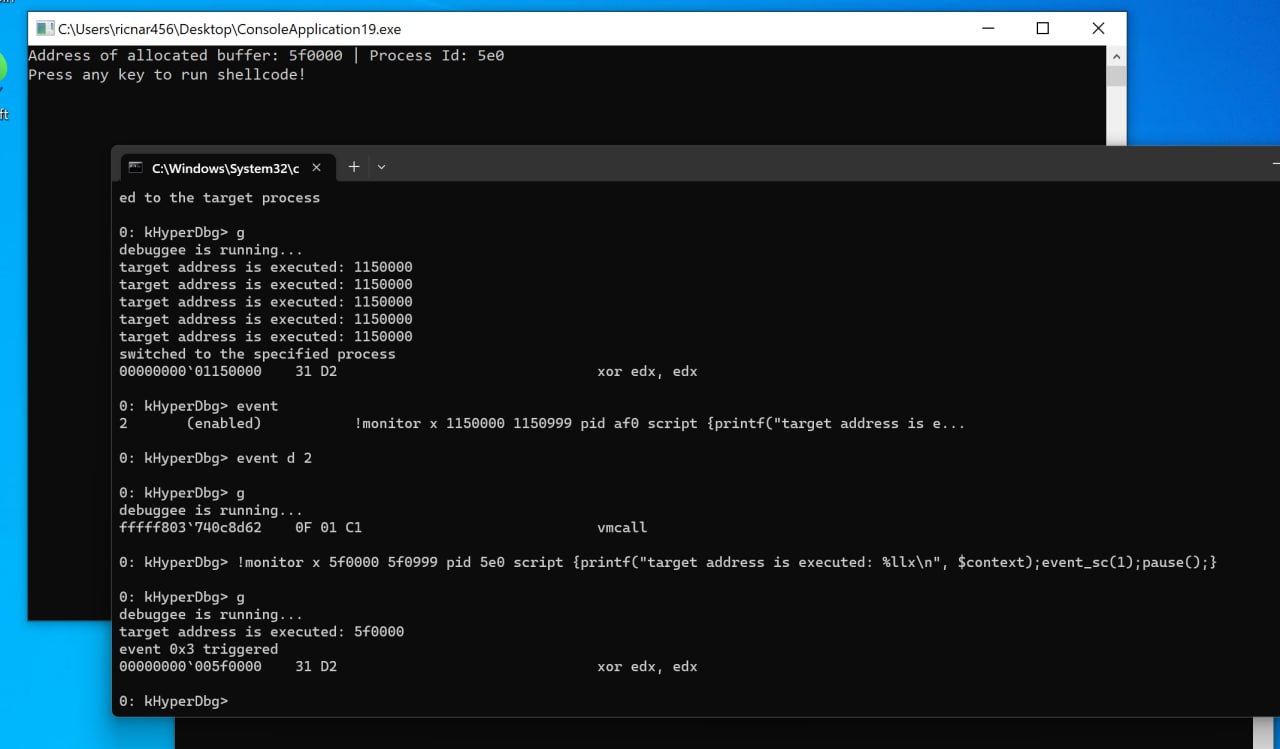 C:\Users\ricnar456\Desktop\ConsoleApplication19.exe
Address of allocated buffer: 5f0000 | Process Id: 5e0
Press any key to run shellcode!
ft
C:\Windows\System32\c
ed to the target process
0: kHyperDbg> g
debuggee is running...
target address is executed: 1150000
target address is executed: 1150000
target address is executed: 1150000
target address is executed: 1150000
target address is executed: 1150000
switched to the specified process
00000000`01150000    31 D2                               xor edx, edx
0: kHyperDbg> event
2       (enabled)           !monitor x 1150000 1150999 pid af0 script {printf("target address is e...
0: kHyperDbg> event d 2
0: kHyperDbg> g
debuggee is running...
fffff803`740c8d62    0F 01 C1                            vmcall
0: kHyperDbg> !monitor x 5f0000 5f0999 pid 5e0 script {printf("target address is executed: %llx\n", $context);event_sc(1);pause();}
0: kHyperDbg> g
debuggee is running...
target address is executed: 5f0000
event 0x3 triggered
00000000`005f0000    31 D2                               xor edx, edx
0: kHyperDbg>